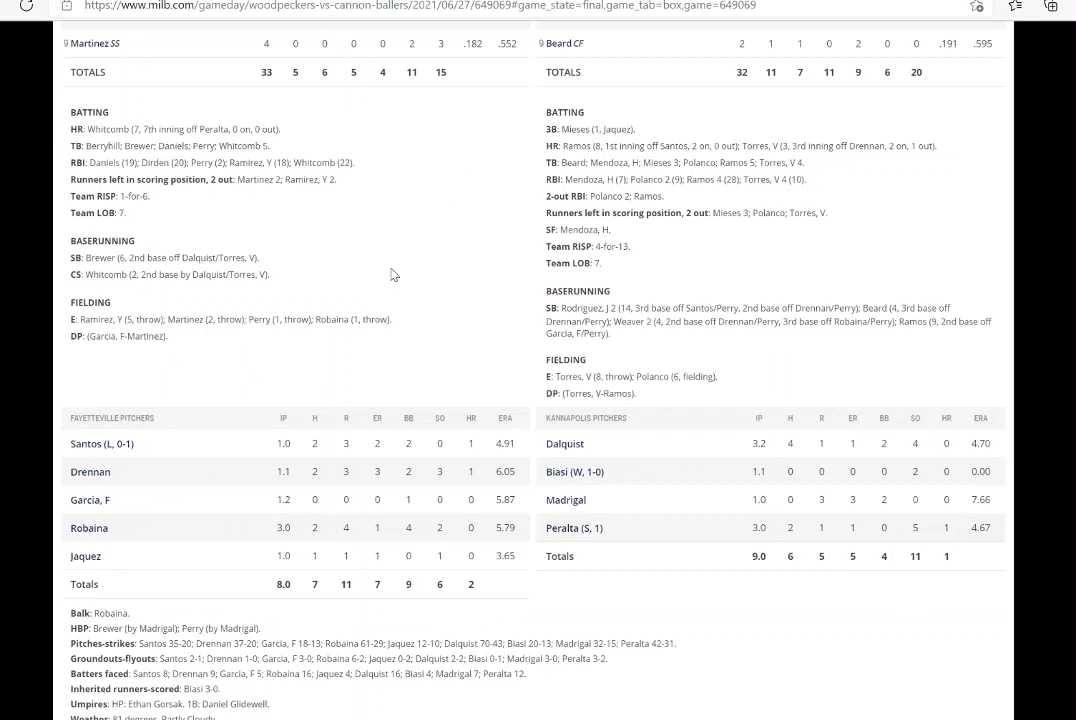 https://www.milb.com/gameday/woodpeckers-vs-cannon-ballers/2021/06/27/649069#game_state=final,game_tab=box,game=649069
9 Martinez SS 4 0 0 0 0 2 3 .182 .552
TOTALS 33 5 6 5 4 11 15
BATTING
HR: Whitcomb (7, 7th inning off Peralta, 0 on, 0 out).
TB: Berryhill; Brewer; Daniels; Perry; Whitcomb 5.
RBI: Daniels (19); Dirden (20); Perry (2); Ramirez, Y (18); Whitcomb (22).
Runners left in scoring position, 2 out: Martinez 2; Ramirez, Y 2.
Team RISP: 1-for-6.
Team LOB: 7.
BASERUNNING
SB: Brewer (6, 2nd base off Dalquist/Torres, V).
CS: Whitcomb (2, 2nd base by Dalquist/Torres, V).
FIELDING
E: Ramirez, Y (5, throw); Martinez (2, throw); Perry (1, throw); Robaina (1, throw).
DP: (Garcia, F-Martinez).
9 Beard CF 2 1 1 0 2 0 0 .191 .595
TOTALS 32 11 7 11 9 6 20
BATTING
3B: Mieses (1, Jaquez).
HR: Ramos (8, 1st inning off Santos, 2 on, 0 out); Torres, V (3, 3rd inning off Drennan, 2 on, 1 out).
TB: Beard; Mendoza, H; Mieses 3; Polanco; Ramos 5; Torres, V 4.
RBI: Mendoza, H (7); Polanco 2 (9); Ramos 4 (28); Torres, V 4 (10).
2-out RBI: Polanco 2; Ramos.
Runners left in scoring position, 2 out: Mieses 3; Polanco; Torres, V.
SF: Mendoza, H.
Team RISP: 4-for-13.
Team LOB: 7.
BASERUNNING
SB: Rodriguez, J 2 (14, 3rd base off Santos/Perry, 2nd base off Drennan/Perry); Beard (4, 3rd base off
Drennan/Perry); Weaver 2 (4, 2nd base off Drennan/Perry, 3rd base off Robaina/Perry); Ramos (9, 2nd base off
Garcia, F/Perry).
FIELDING
E: Torres, V (8, throw); Polanco (6, fielding).
DP: (Torres, V-Ramos).
FAYETTEVILLE PITCHERS IP H R ER BB SO HR ERA
Santos (L, 0-1) 1.0 2 3 2 2 0 1 4.91
Drennan 1.1 2 3 3 2 3 1 6.05
Garcia, F 1.2 0 0 0 1 0 0 5.87
Robaina 3.0 2 4 1 4 2 0 5.79
Jaquez 1.0 1 1 1 0 1 0 3.65
Totals 8.0 7 11 7 9 6 2
KANNAPOLIS PITCHERS IP H R ER BB SO HR ERA
Dalquist 3.2 4 1 1 2 4 0 4.70
Biasi (W, 1-0) 1.1 0 0 0 0 2 0 0.00
Madrigal 1.0 0 3 3 2 0 0 7.66
Peralta (S, 1) 3.0 2 1 1 0 5 1 4.67
Totals 9.0 6 5 5 4 11 1
Balk: Robaina.
HBP: Brewer (by Madrigal); Perry (by Madrigal).
Pitches-strikes: Santos 35-20; Drennan 37-20; Garcia, F 18-13; Robaina 61-29; Jaquez 12-10; Dalquist 70-43; Biasi 20-13; Madrigal 32-15; Peralta 42-31.
Groundouts-flyouts: Santos 2-1; Drennan 1-0; Garcia, F 3-0; Robaina 6-2; Jaquez 0-2; Dalquist 2-2; Biasi 0-1; Madrigal 3-0; Peralta 3-2.
Batters faced: Santos 8; Drennan 9; Garcia, F 5; Robaina 16; Jaquez 4; Dalquist 16; Biasi 4; Madrigal 7; Peralta 12.
Inherited runners-scored: Biasi 3-0.
Umpires: HP: Ethan Gorsak. 1B: Daniel Glidewell.
Weather: 81 degrees, Partly Cloudy.